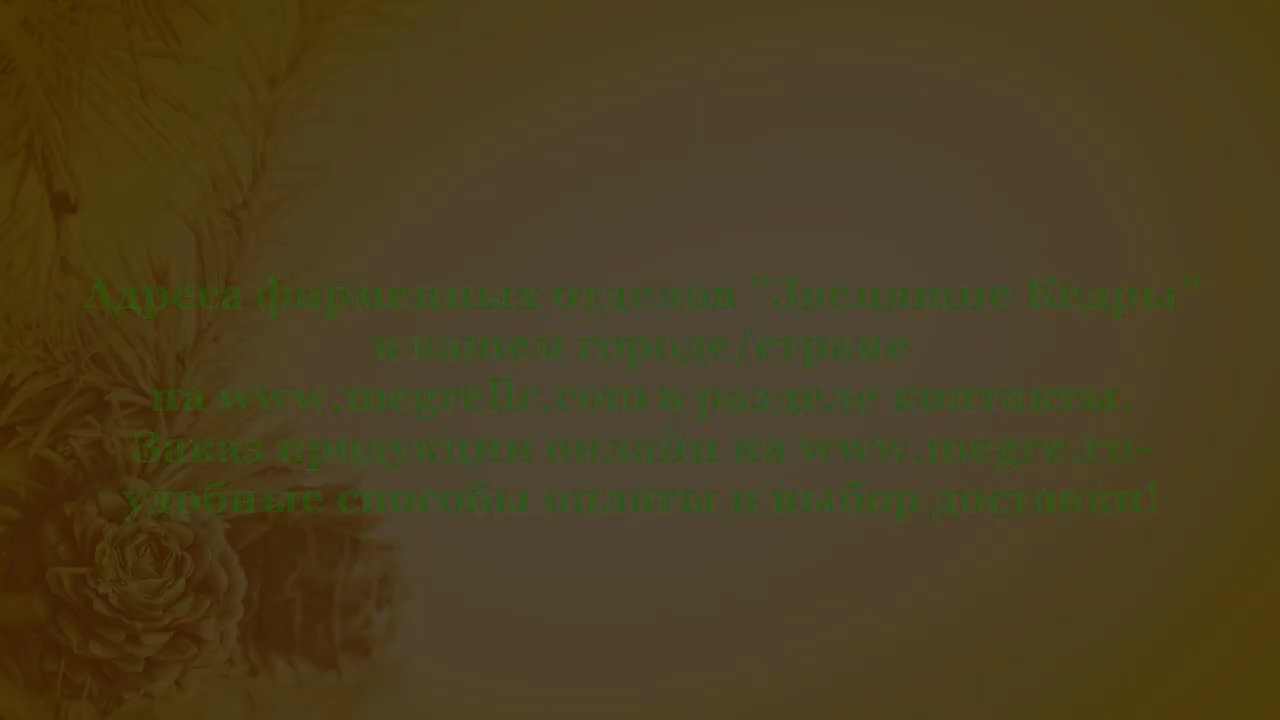 Адреса фирменных отделов "Звенящие Кедры"
в вашем городе/стране
на www.megrellc.com в разделе контакты.
Заказ продукции онлайн на www.megre.ru-
удобные способы оплаты и выбор доставки!